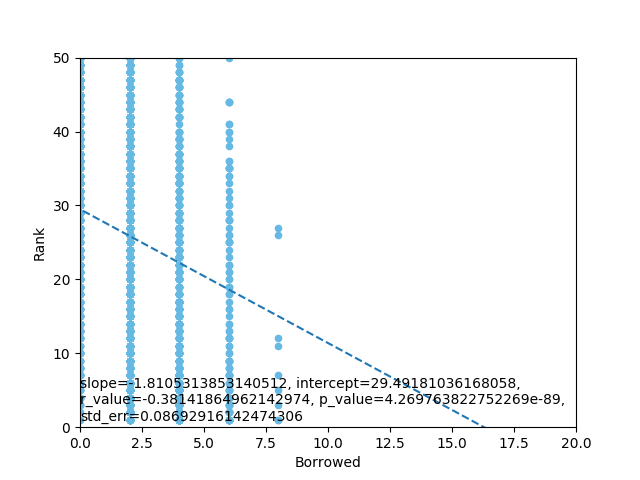 50
40
30
20
10
0
Rank
slope=-1.8105313853140512, intercept=29.49181036168058,
r_value=-0.38141864962142974, p_value=4.269763822752269e-89,
std_err=0.08692916142474306
0.0 2.5 5.0 7.5 10.0 12.5 15.0 17.5 20.0
Borrowed